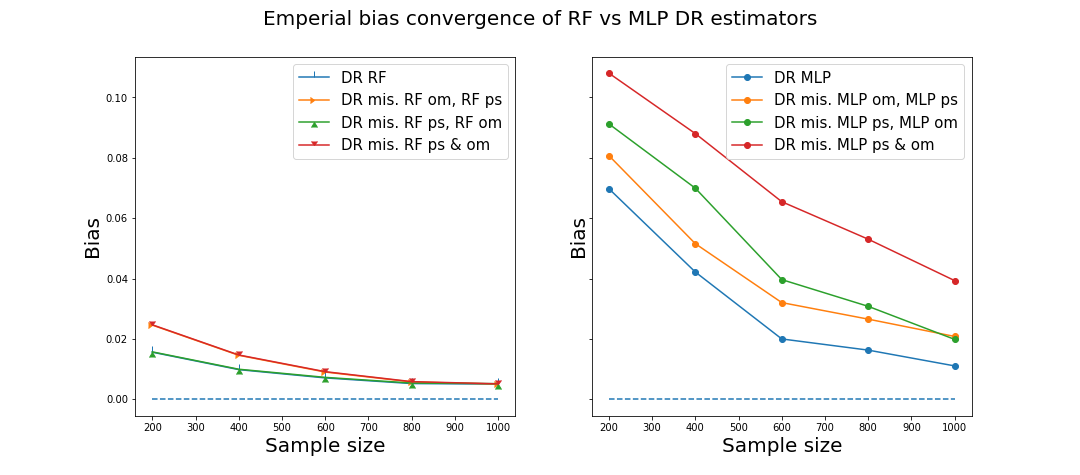 Emperial bias convergence of RF vs MLP DR estimators
DR RF
DR mis. RF om, RF ps
DR mis. RF ps, RF om
DR mis. RF ps & om
0.10
0.08
0.06
0.04
0.02
0.00
Bias
200 300 400 500 600 700 800 900 1000
Sample size
DR MLP
DR mis. MLP om, MLP ps
DR mis. MLP ps, MLP om
DR mis. MLP ps & om
Bias
200 300 400 500 600 700 800 900 1000
Sample size